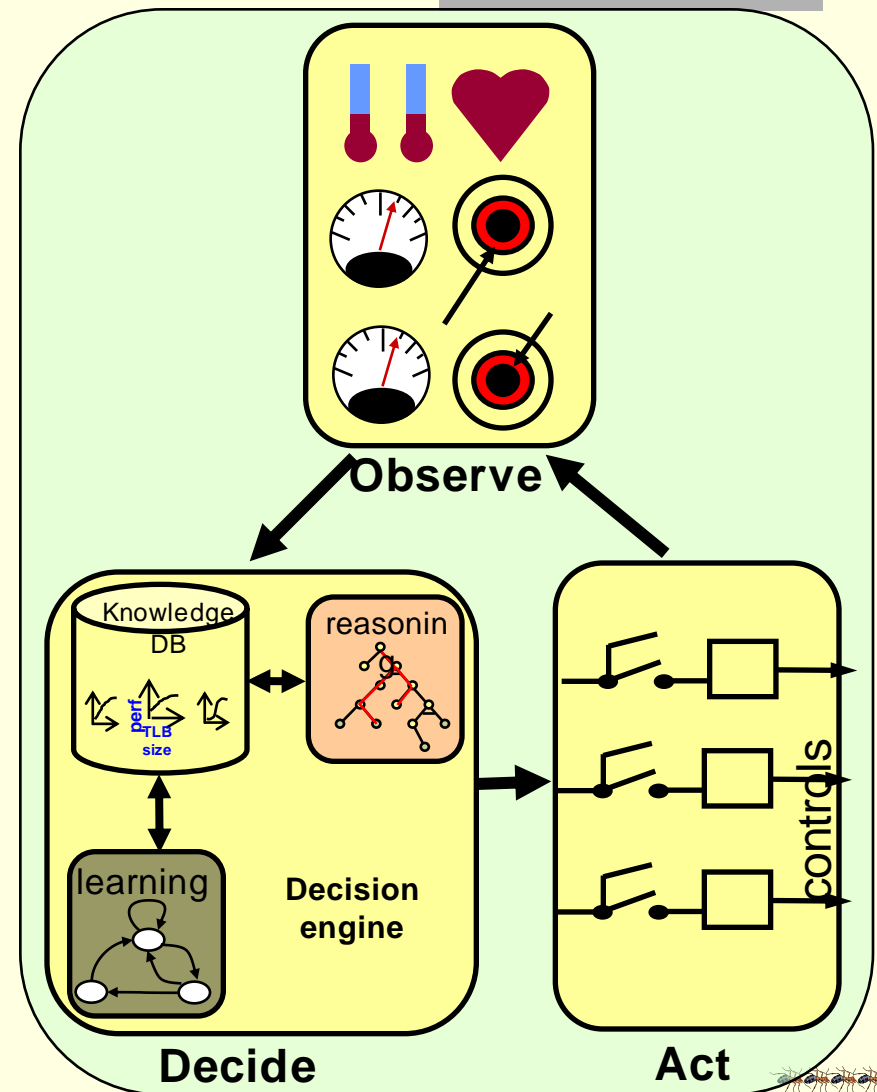 Observe
Knowledge
DB
perf
TLB
size
reasonin
g
learning
Decision
engine
controls
Decide
Act